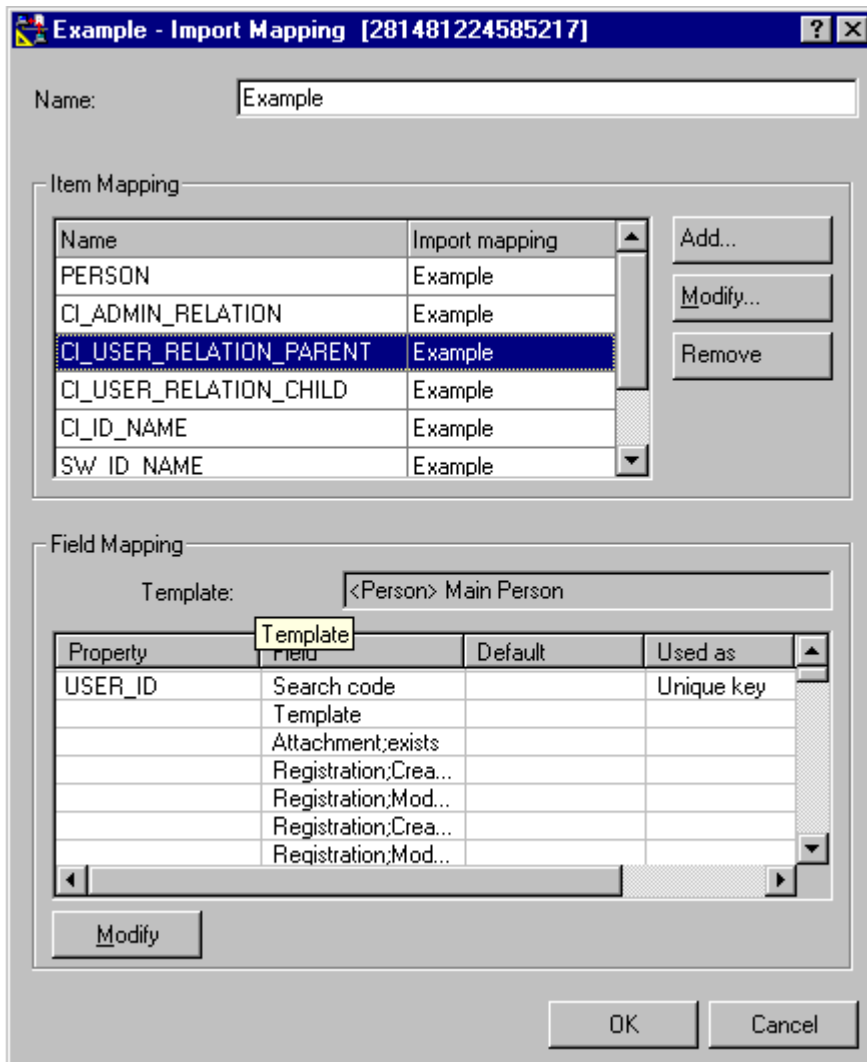 Example - Import Mapping [281481224585217]
Name: Example
Item Mapping
Name Import mapping Add...
PERSON Example
CI_ADMIN_RELATION Example Modify...
CI_USER_RELATION_PARENT Example Remove
CI_USER_RELATION_CHILD Example
CI_ID_NAME Example
SW_ID_NAME Example
Field Mapping
Template: <Person> Main Person
Template
Property Field Default Used as
USER_ID Search code Unique key
Template
Attachment;exists
Registration;Crea...
Registration;Mod...
Registration;Crea...
Registration;Mod...
Modify
OK Cancel